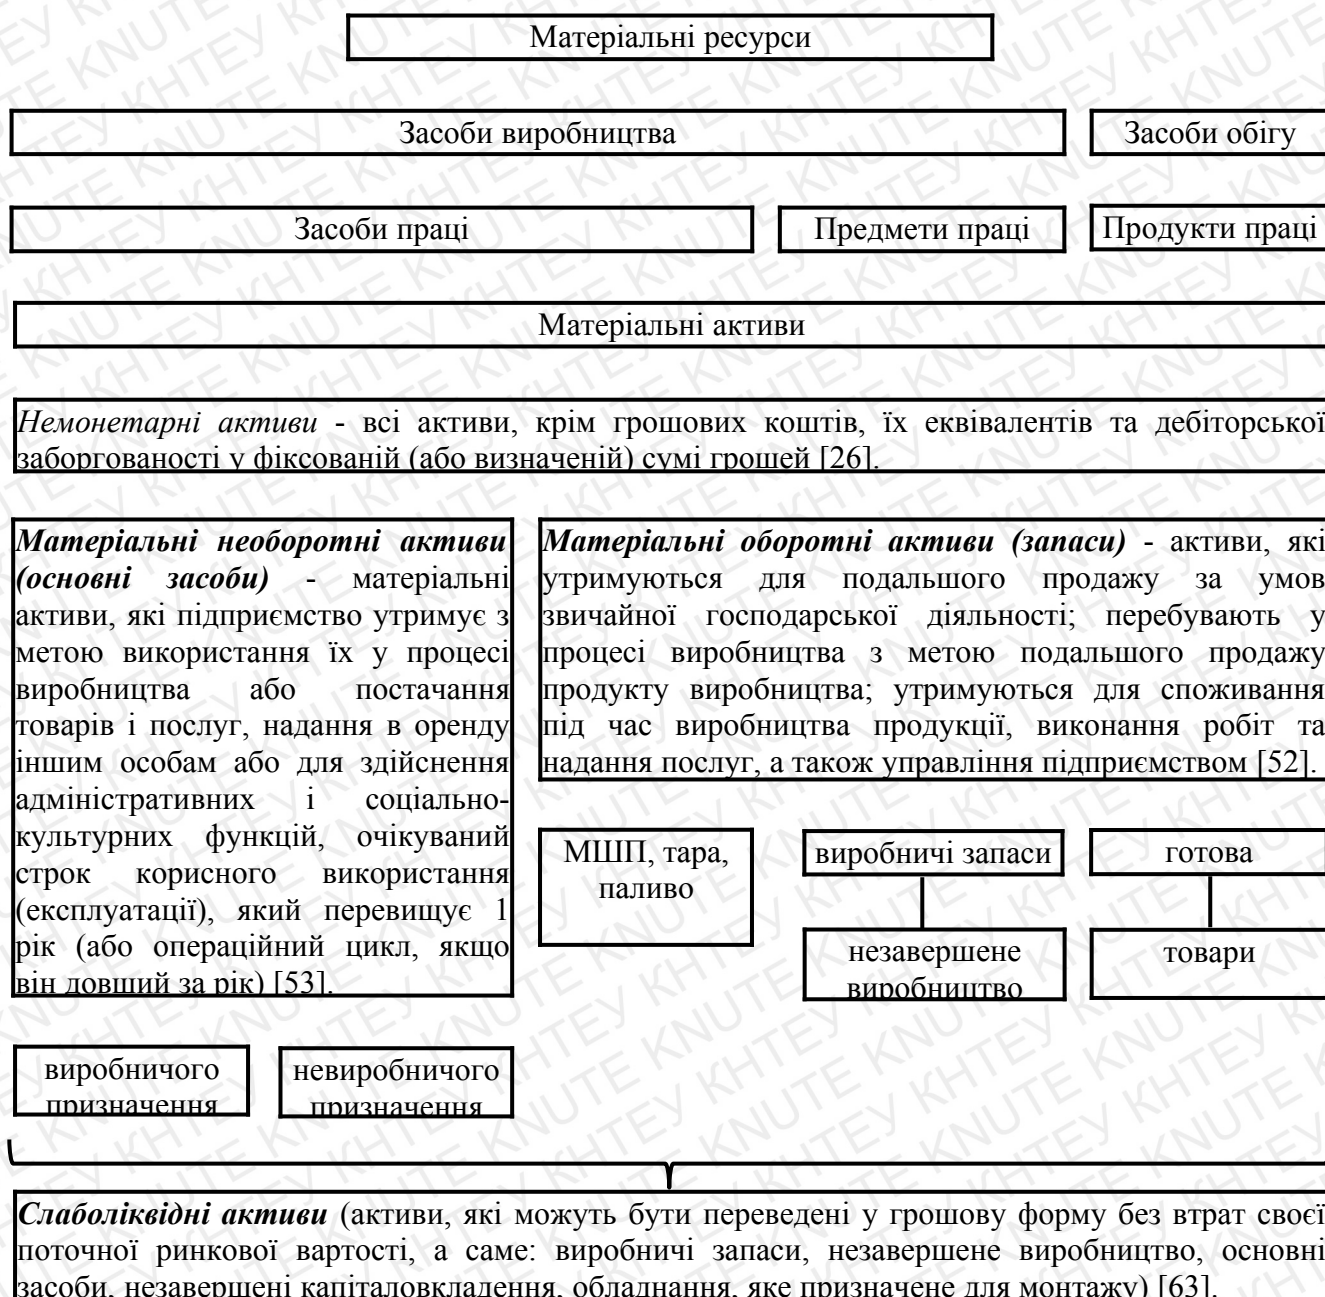 Матеріальні ресурси
Засоби виробництва
Засоби обігу
Засоби праці
Предмети праці
Продукти праці
Матеріальні активи
Немонетарні активи - всі активи, крім грошових коштів, їх еквівалентів та дебіторської
заборгованості у фіксованій (або визначеній) сумі грошей [26].
Матеріальні необоротні активи
(основні засоби) - матеріальні
активи, які підприємство утримує з
метою використання їх у процесі
виробництва або постачання
товарів і послуг, надання в оренду
іншим особам або для здійснення
адміністративних і соціально-
культурних функцій, очікуваний
строк корисного використання
(експлуатації), який перевищує 1
рік (або операційний цикл, якщо
він довший за рік) [53].
Матеріальні оборотні активи (запаси) - активи, які
утримуються для подальшого продажу за умов
звичайної господарської діяльності; перебувають у
процесі виробництва з метою подальшого продажу
продукту виробництва; утримуються для споживання
під час виробництва продукції, виконання робіт та
надання послуг, а також управління підприємством [52].
МШП, тара,
паливо
виробничі запаси
готова
незавершене
виробництво
товари
виробничого
призначення
невиробничого
призначення
Слаболіквідні активи (активи, які можуть бути переведені у грошову форму без втрат своєї
поточної ринкової вартості, а саме: виробничі запаси, незавершене виробництво, основні
засоби, незавершені капіталовкладення, обладнання, яке призначене для монтажу) [63].